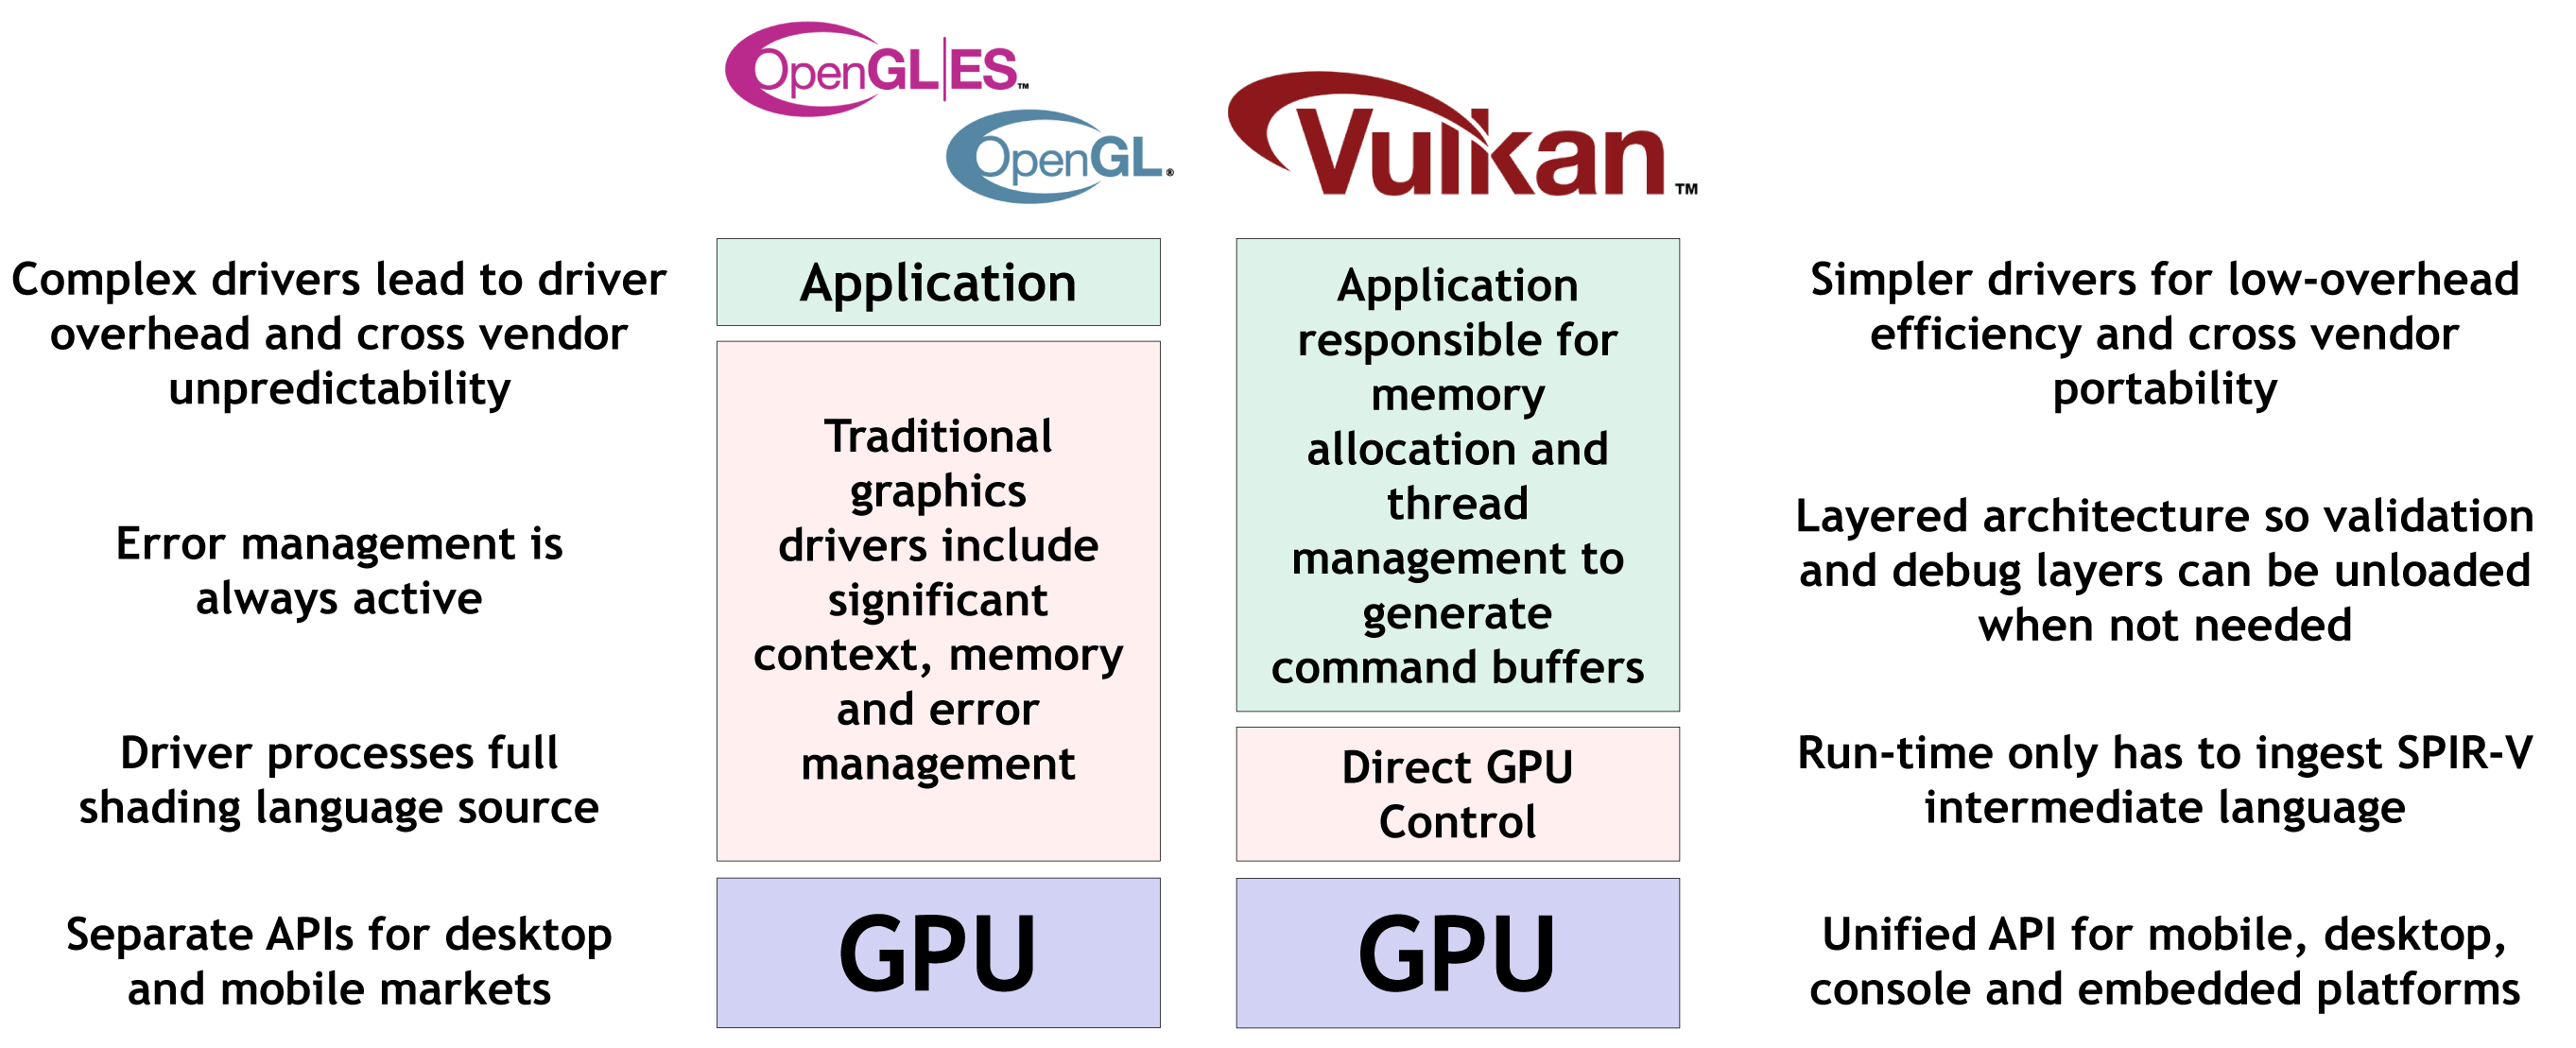 OpenGL|ES™
OpenGL®
Vulkan™
Complex drivers lead to driver
overhead and cross vendor
unpredictability
Error management is
always active
Driver processes full
shading language source
Separate APIs for desktop
and mobile markets
Application
Traditional
graphics
drivers include
significant
context, memory
and error
management
GPU
Application
responsible for
memory
allocation and
thread
management to
generate
command buffers
Direct GPU
Control
GPU
Simpler drivers for low-overhead
efficiency and cross vendor
portability
Layered architecture so validation
and debug layers can be unloaded
when not needed
Run-time only has to ingest SPIR-V
intermediate language
Unified API for mobile, desktop,
console and embedded platforms